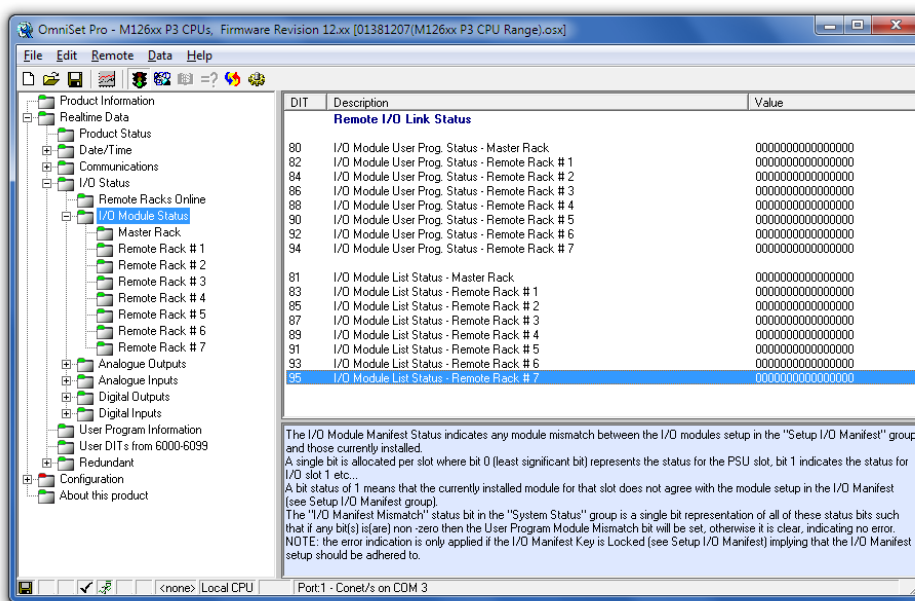 OmniSet Pro - M126xx P3 CPUs, Firmware Revision 12.xx [01381207(M126xx P3 CPU Range).osx]
File Edit Remote Data Help
Product Information
Realtime Data
Product Status
Date/Time
Communications
I/O Status
Remote Racks Online
I/O Module Status
Master Rack
Remote Rack # 1
Remote Rack # 2
Remote Rack # 3
Remote Rack # 4
Remote Rack # 5
Remote Rack # 6
Remote Rack # 7
Analogue Outputs
Analogue Inputs
Digital Outputs
Digital Inputs
User Program Information
User DITs from 6000-6099
Redundant
Configuration
About this product
DIT Description Value
Remote I/O Link Status
80 I/O Module User Prog. Status - Master Rack 0000000000000000
82 I/O Module User Prog. Status - Remote Rack # 1 0000000000000000
84 I/O Module User Prog. Status - Remote Rack # 2 0000000000000000
86 I/O Module User Prog. Status - Remote Rack # 3 0000000000000000
88 I/O Module User Prog. Status - Remote Rack # 4 0000000000000000
90 I/O Module User Prog. Status - Remote Rack # 5 0000000000000000
92 I/O Module User Prog. Status - Remote Rack # 6 0000000000000000
94 I/O Module User Prog. Status - Remote Rack # 7 0000000000000000
81 I/O Module List Status - Master Rack 0000000000000000
83 I/O Module List Status - Remote Rack # 1 0000000000000000
85 I/O Module List Status - Remote Rack # 2 0000000000000000
87 I/O Module List Status - Remote Rack # 3 0000000000000000
89 I/O Module List Status - Remote Rack # 4 0000000000000000
91 I/O Module List Status - Remote Rack # 5 0000000000000000
93 I/O Module List Status - Remote Rack # 6 0000000000000000
95 I/O Module List Status - Remote Rack # 7 0000000000000000
The I/O Module Manifest Status indicates any module mismatch between the I/O modules setup in the "Setup I/O Manifest" group
and those currently installed.
A single bit is allocated per slot where bit 0 (least significant bit) represents the status for the PSU slot, bit 1 indicates the status for
I/O slot 1 etc...
A bit status of 1 means that the currently installed module for that slot does not agree with the module setup in the I/O Manifest
(see Setup I/O Manifest group).
The "I/O Manifest Mismatch" status bit in the "System Status" group is a single bit representation of all of these status bits such
that if any bit(s) is(are) non -zero then the User Program Module Mismatch bit will be set, otherwise it is clear, indicating no error.
NOTE: the error indication is only applied if the I/O Manifest Key is Locked (see Setup I/O Manifest) implying that the I/O Manifest
setup should be adhered to.
<none> Local CPU Port:1 - Conet/s on COM 3